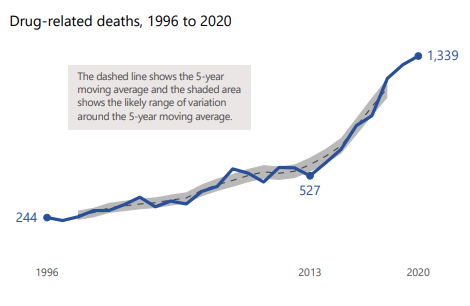 Drug-related deaths, 1996 to 2020
The dashed line shows the 5-year
moving average and the shaded area
shows the likely range of variation
around the 5-year moving average.
1,339
527
244
1996
2013
2020